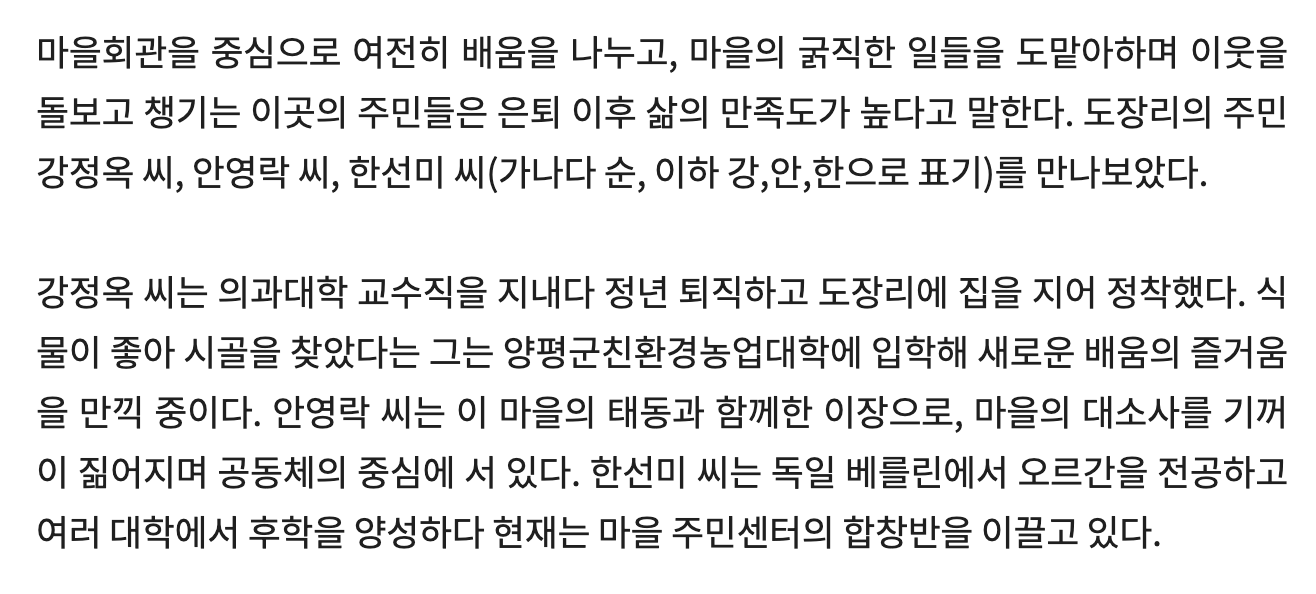 마을회관을 중심으로 여전히 배움을 나누고, 마을의 굵직한 일들을 도맡아하며 이웃을
돌보고 챙기는 이곳의 주민들은 은퇴 이후 삶의 만족도가 높다고 말한다. 도장리의 주민
강정옥 씨, 안영락 씨, 한선미 씨(가나다 순, 이하 강,안,한으로 표기)를 만나보았다.
강정옥 씨는 의과대학 교수직을 지내다 정년 퇴직하고 도장리에 집을 지어 정착했다. 식
물이 좋아 시골을 찾았다는 그는 양평군친환경농업대학에 입학해 새로운 배움의 즐거움
을 만끽 중이다. 안영락 씨는 이 마을의 태동과 함께한 이장으로, 마을의 대소사를 기꺼
이 짊어지며 공동체의 중심에 서 있다. 한선미 씨는 독일 베를린에서 오르간을 전공하고
여러 대학에서 후학을 양성하다 현재는 마을 주민센터의 합창반을 이끌고 있다.